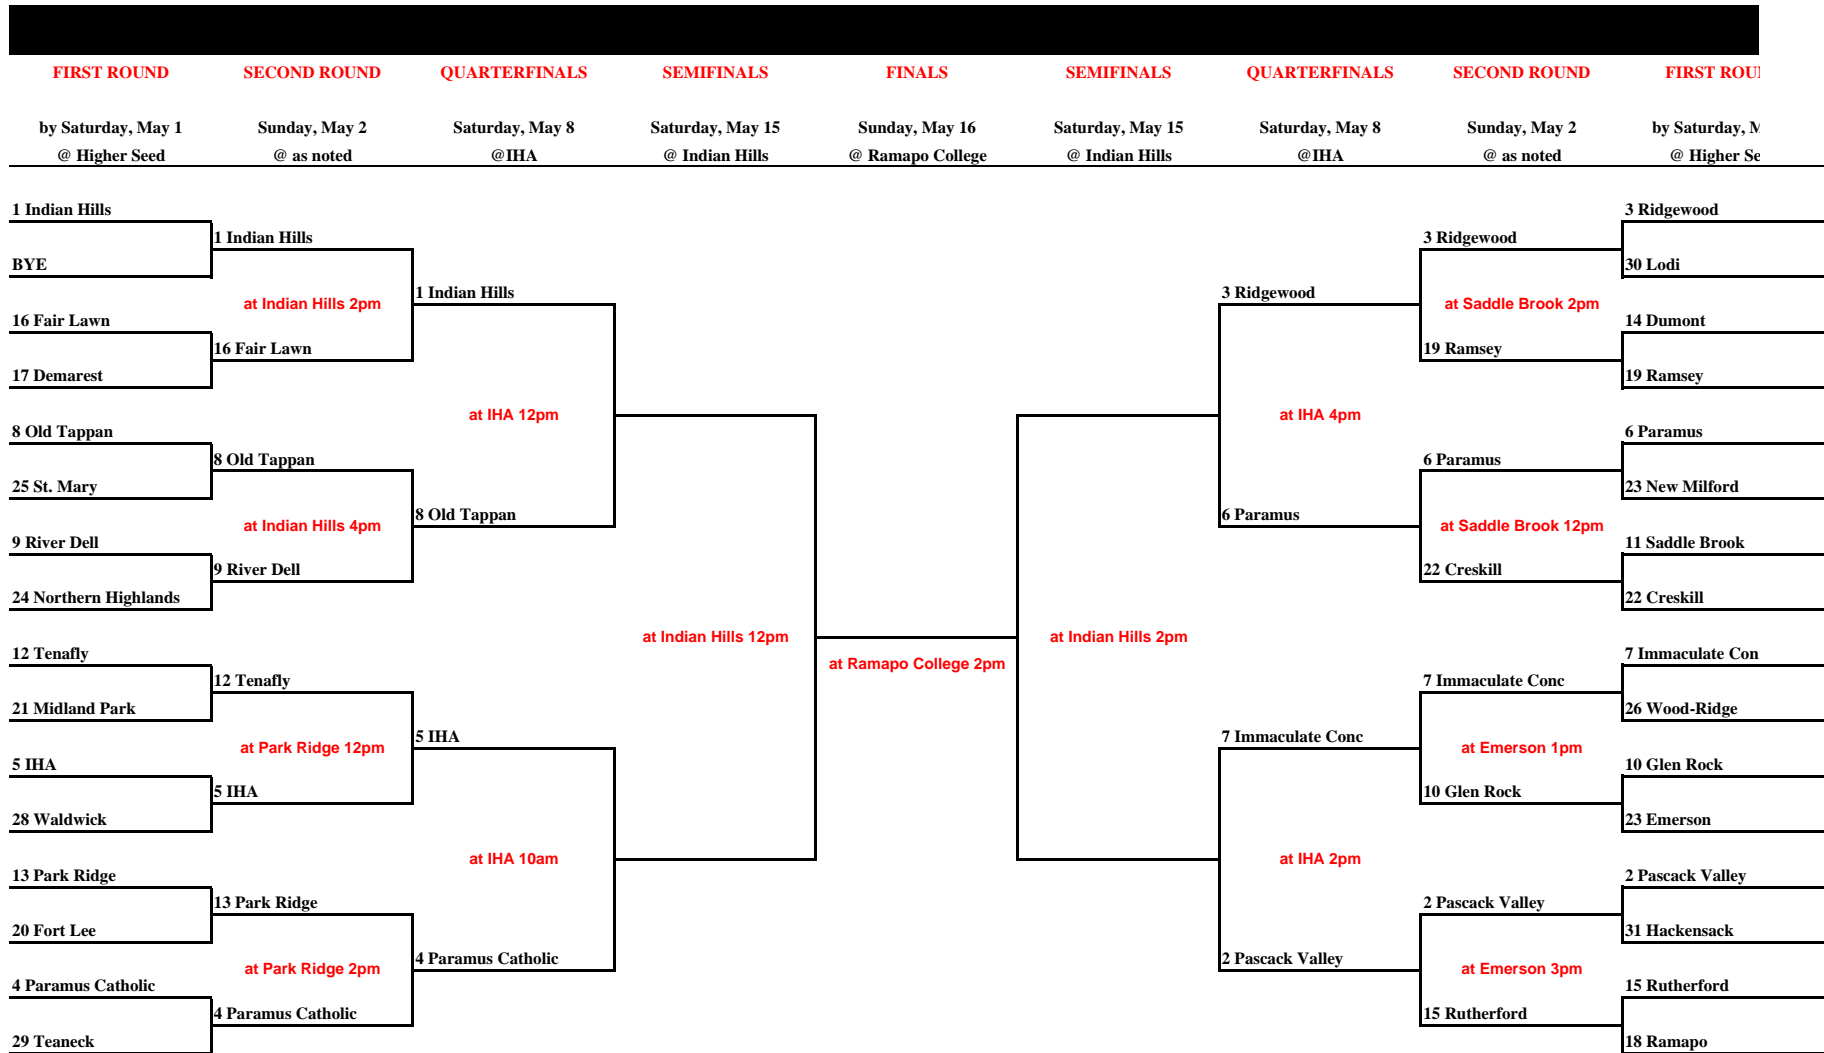 FIRST ROUND SECOND ROUND QUARTERFINALS SEMIFINALS FINALS SEMIFINALS QUARTERFINALS SECOND ROUND FIRST ROU
by Saturday, May 1 Sunday, May 2 Saturday, May 8 Saturday, May 15 Sunday, May 16 Saturday, May 15 Saturday, May 8 Sunday, May 2 by Saturday, M
@ Higher Seed @ as noted @IHA @ Indian Hills @ Ramapo College @ Indian Hills @IHA @ as noted @ Higher Se
1 Indian Hills 3 Ridgewood
1 Indian Hills 3 Ridgewood
BYE 30 Lodi
1 Indian Hills 3 Ridgewood
at Indian Hills 2pm at Saddle Brook 2pm
16 Fair Lawn 14 Dumont
16 Fair Lawn 19 Ramsey
17 Demarest 19 Ramsey
at IHA 12pm at IHA 4pm
8 Old Tappan 6 Paramus
8 Old Tappan 6 Paramus
25 St. Mary 23 New Milford
8 Old Tappan 6 Paramus
at Indian Hills 4pm at Saddle Brook 12pm
9 River Dell 11 Saddle Brook
9 River Dell 22 Creskill
24 Northern Highlands 22 Creskill
at Indian Hills 12pm at Indian Hills 2pm
12 Tenafly 7 Immaculate Con
at Ramapo College 2pm
12 Tenafly 7 Immaculate Conc
21 Midland Park 26 Wood-Ridge
5 IHA 7 Immaculate Conc
at Park Ridge 12pm at Emerson 1pm
5 IHA 10 Glen Rock
5 IHA 10 Glen Rock
28 Waldwick 23 Emerson
at IHA 10am at IHA 2pm
13 Park Ridge 2 Pascack Valley
13 Park Ridge 2 Pascack Valley
20 Fort Lee 31 Hackensack
4 Paramus Catholic 2 Pascack Valley
at Park Ridge 2pm at Emerson 3pm
4 Paramus Catholic 15 Rutherford
4 Paramus Catholic 15 Rutherford
29 Teaneck 18 Ramapo